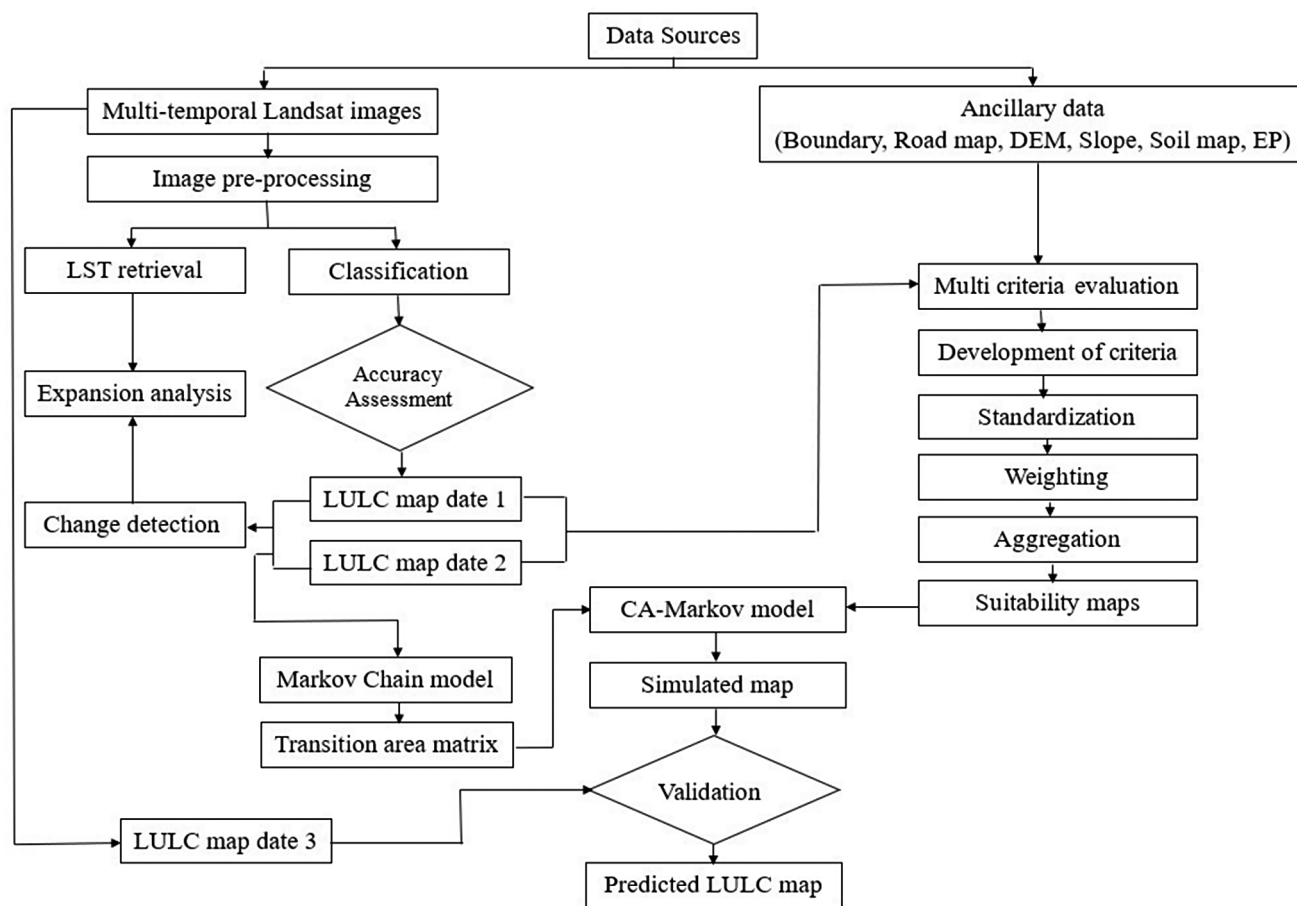 Data Sources
Multi-temporal Landsat images
Ancillary data
(Boundary, Road map, DEM, Slope, Soil map, EP)
Image pre-processing
LST retrieval
Classification
Multi criteria evaluation
Development of criteria
Accuracy
Assessment
Expansion analysis
Standardization
Weighting
LULC map date 1
Change detection
Aggregation
LULC map date 2
CA-Markov model
Suitability maps
Markov Chain model
Simulated map
Transition area matrix
Validation
LULC map date 3
Predicted LULC map